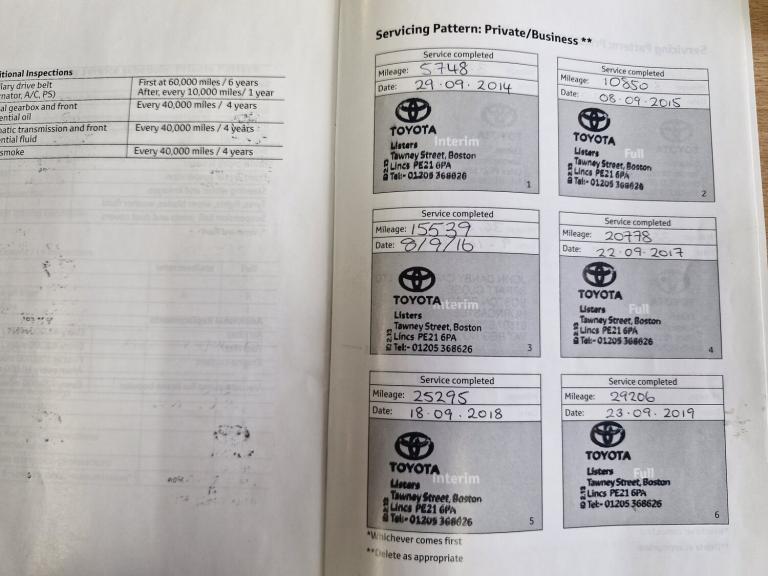 itional Inspections
iary drive belt
rnator, A/C, PS)
First at 60,000 miles / 6 years
After, every 10,000 miles/ 1 year
al gearbox and front
ential oil
Every 40,000 miles / 4 years
atic transmission and front
ential fluid
Every 40,000 miles / 4 years
smoke
Every 40,000 miles / 4 years
Servicing Pattern: Private/Business **
Service completed
Mileage: 5748
Date: 29.09.2014
TOYOTA
Interim
Listers
Tawney Street, Boston
Lincs PE21 6PA
Tel:- 01205 368626
1
Service completed
Mileage: 10850
Date: 08.09.2015
TOYOTA
Full
Listers
Tawney Street, Boston
Lincs PE21 6PA
Tel:- 01205 368626
2
Service completed
Mileage: 15539
Date: 8/9/16
TOYOTA
Interim
Listers
Tawney Street, Boston
Lincs PE21 6PA
Tel:- 01205 368626
3
Service completed
Mileage: 20778
Date: 22.09.2017
TOYOTA
Full
Listers
Tawney Street, Boston
Lincs PE21 6PA
Tel:- 01205 368626
4
Service completed
Mileage: 25295
Date: 18.09.2018
TOYOTA
Interim
Listers
Tawney Street, Boston
Lincs PE21 6PA
Tel:- 01205 368626
5
Service completed
Mileage: 29206
Date: 23.09.2019
TOYOTA
Full
Listers
Tawney Street, Boston
Lincs PE21 6PA
Tel:- 01205 368626
6
*Whichever comes first
**Delete as appropriate